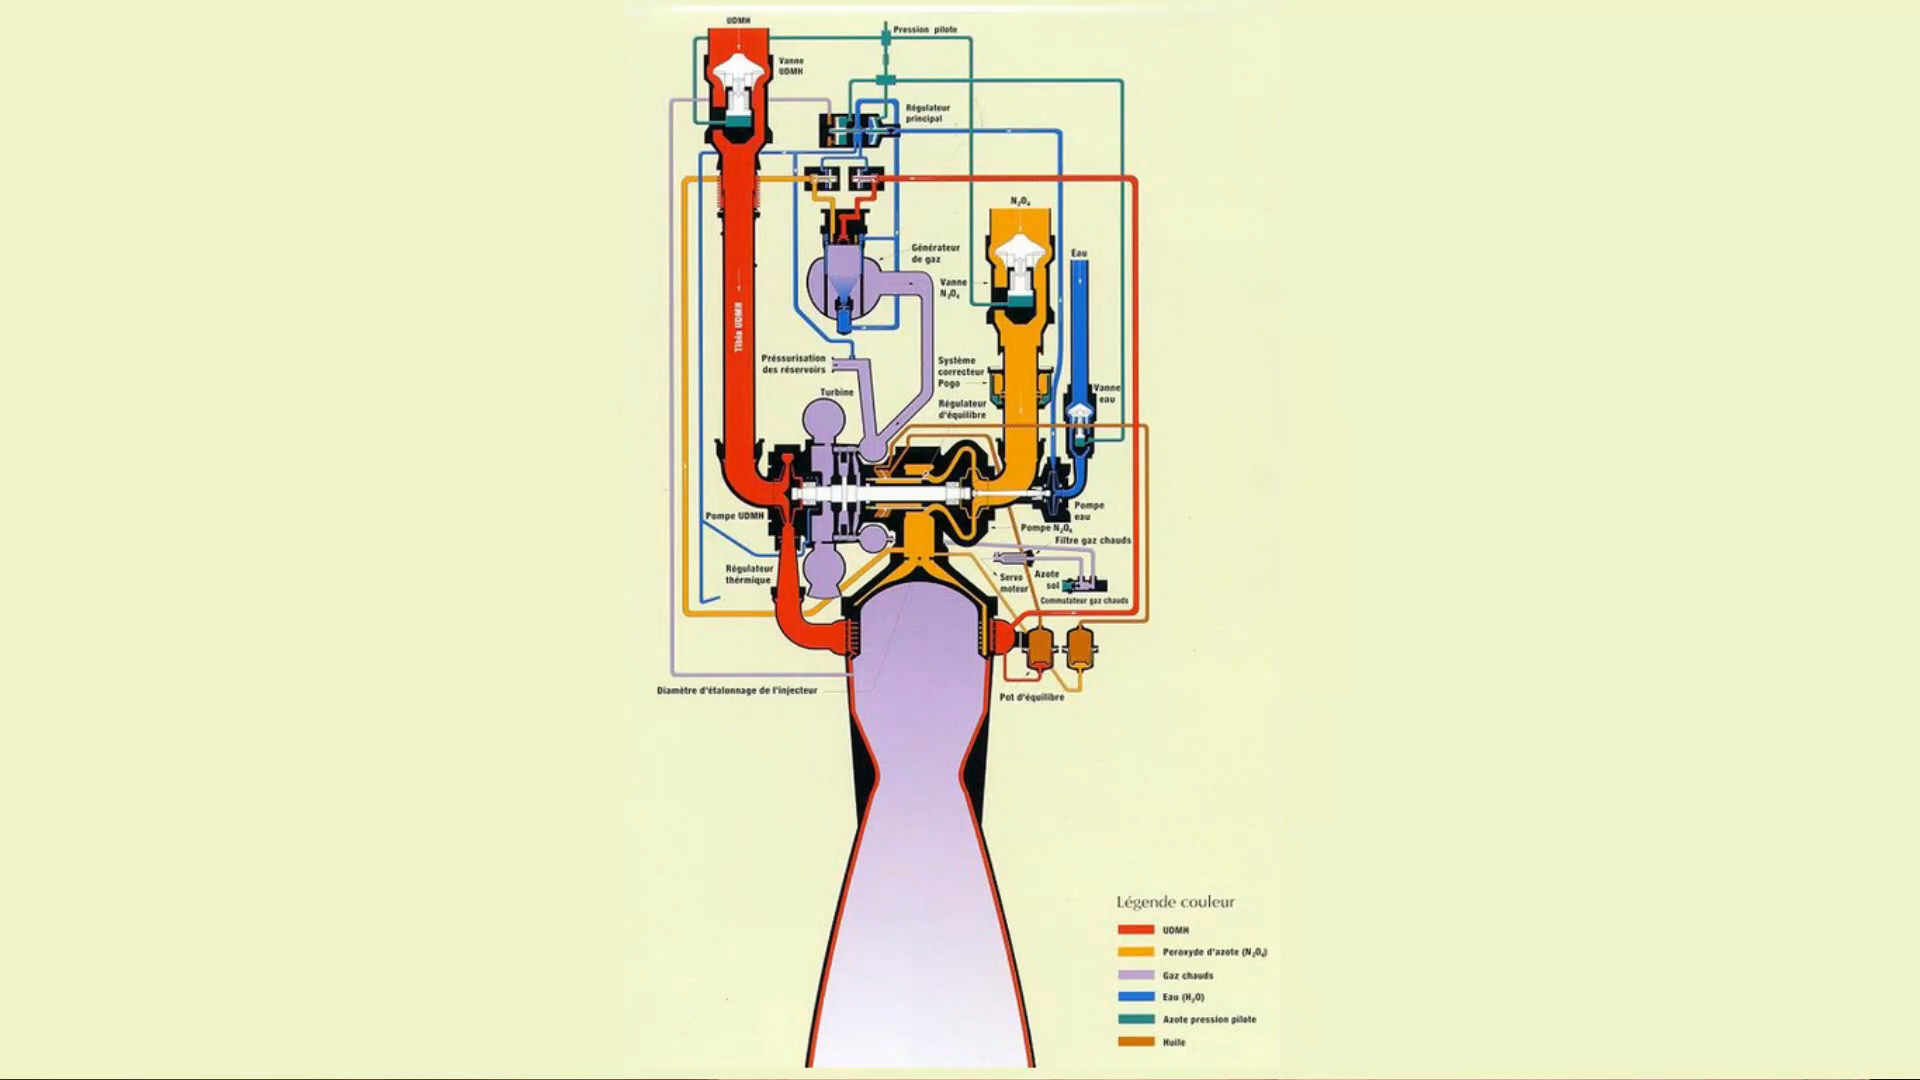 UDMH
Pression pilote
Vanne
UDMH
Régulateur
principal
N₂O₄
Générateur
de gaz
Eau
Vanne
N₂O₄
Tibia UDMH
Préssurisation
des réservoirs
Système
correcteur
Pogo
Vanne
eau
Turbine
Régulateur
d'équilibre
Pompe UDMH
Pompe
eau
Pompe N₂O₄
Filtre gaz chauds
Régulateur
thérmique
Servo
moteur
Azote
sol
Commutateur gaz chauds
Diamètre d'étalonnage de l'injecteur
Pot d'équilibre
Légende couleur
UDMH
Peroxyde d'azote (N₂O₄)
Gaz chauds
Eau (H₂O)
Azote pression pilote
Huile